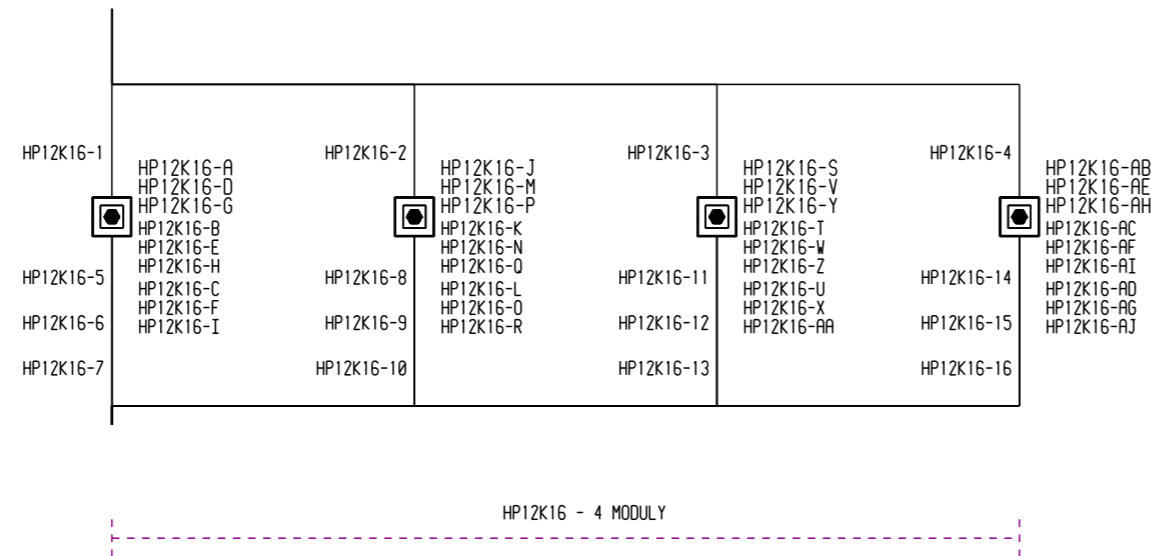 HP12K16-1
HP12K16-A
HP12K16-D
HP12K16-G
HP12K16-B
HP12K16-E
HP12K16-H
HP12K16-C
HP12K16-F
HP12K16-I
HP12K16-5
HP12K16-6
HP12K16-7
HP12K16-2
HP12K16-J
HP12K16-M
HP12K16-P
HP12K16-K
HP12K16-N
HP12K16-Q
HP12K16-L
HP12K16-O
HP12K16-R
HP12K16-8
HP12K16-9
HP12K16-10
HP12K16-3
HP12K16-S
HP12K16-V
HP12K16-Y
HP12K16-T
HP12K16-W
HP12K16-Z
HP12K16-U
HP12K16-X
HP12K16-AA
HP12K16-11
HP12K16-12
HP12K16-13
HP12K16-4
HP12K16-AB
HP12K16-AE
HP12K16-AH
HP12K16-AC
HP12K16-AF
HP12K16-AI
HP12K16-AD
HP12K16-AG
HP12K16-AJ
HP12K16-14
HP12K16-15
HP12K16-16
HP12K16 - 4 MODULY